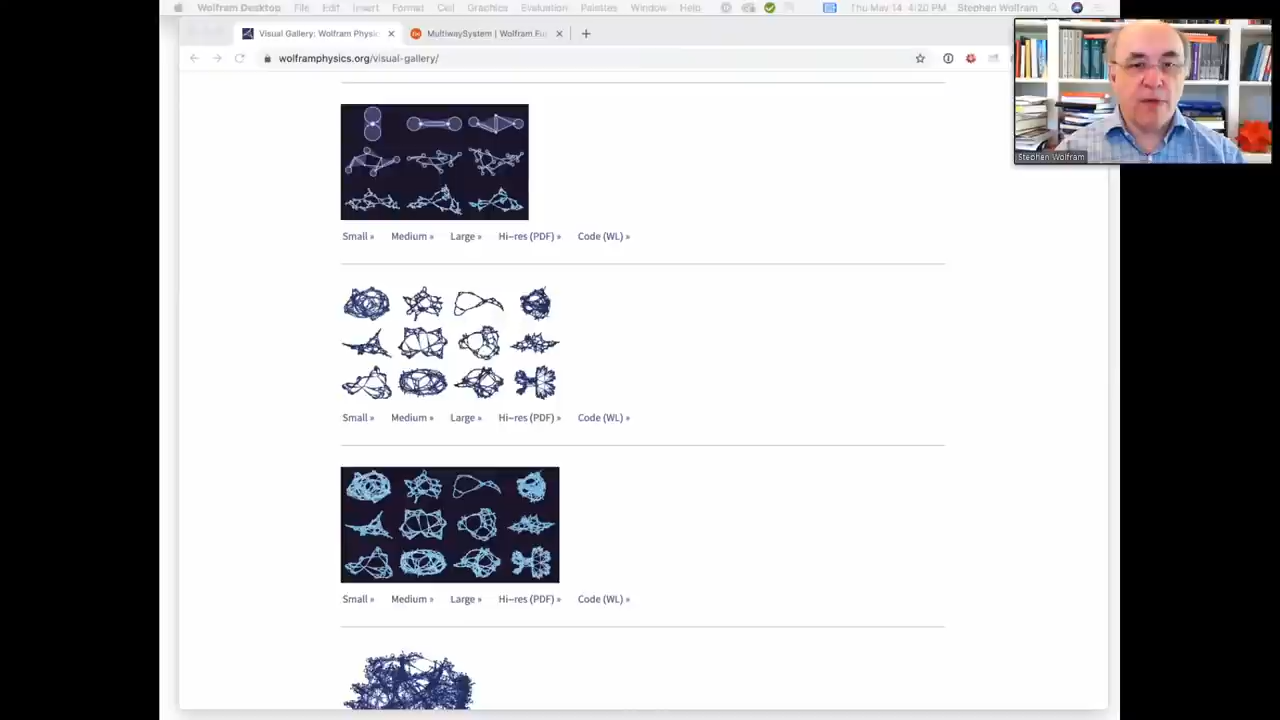 Wolfram Desktop File Edit Insert Format Cell Graphics Evaluation Palettes Window Help Thu May 14 4:20 PM Stephen Wolfram
Visual Gallery: Wolfram Physic
MultiwaySystem | Wolfram Fu
wolframphysics.org/visual-gallery/
Stephen Wolfram
Small » Medium » Large » Hi-res (PDF) » Code (WL) »
Small » Medium » Large » Hi-res (PDF) » Code (WL) »
Small » Medium » Large » Hi-res (PDF) » Code (WL) »